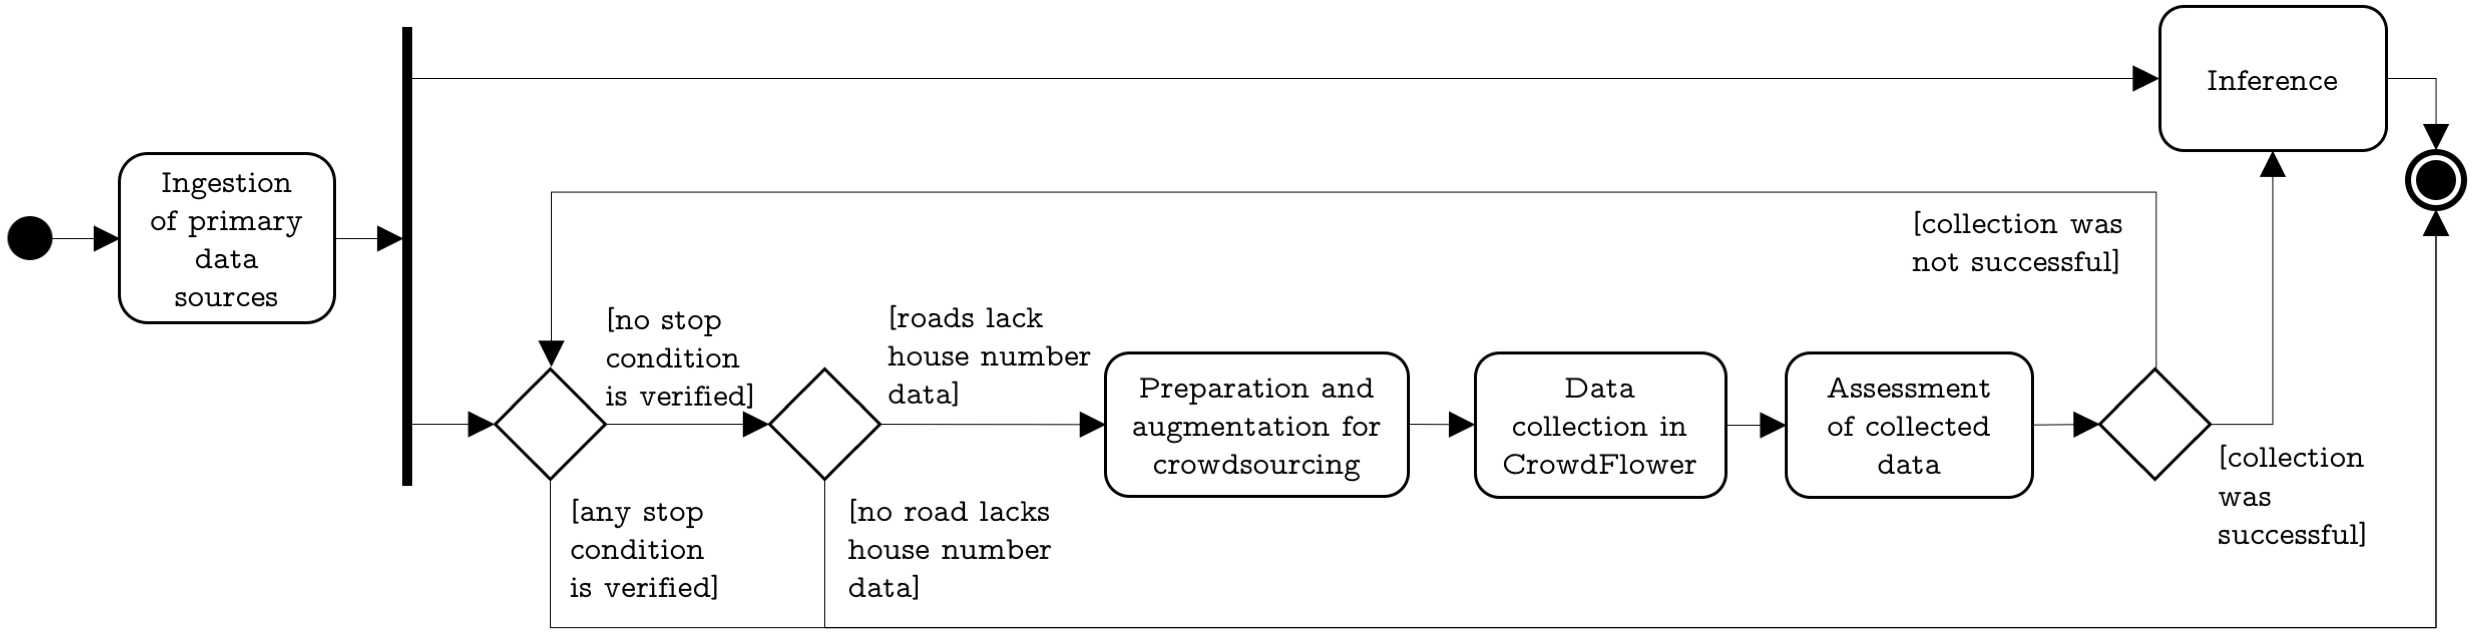 Ingestion
of primary
data
sources
Inference
[no stop
condition
is verified]
[any stop
condition
is verified]
[roads lack
house number
data]
[no road lacks
house number
data]
Preparation and
augmentation for
crowdsourcing
Data
collection in
CrowdFlower
Assessment
of collected
data
[collection was
not successful]
[collection
was
successful]